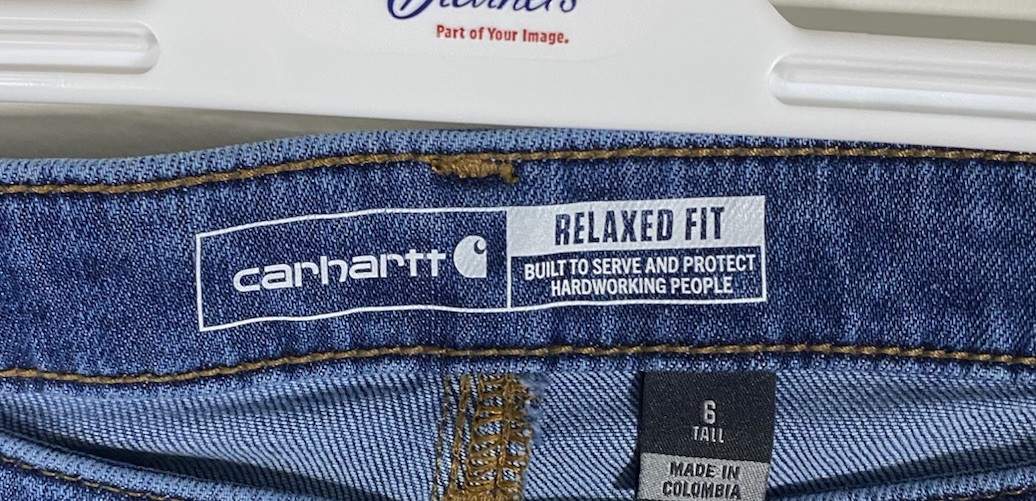 Part of Your Image.
carhartt
RELAXED FIT
BUILT TO SERVE AND PROTECT
HARDWORKING PEOPLE
6
TALL
MADE IN
COLOMBIA